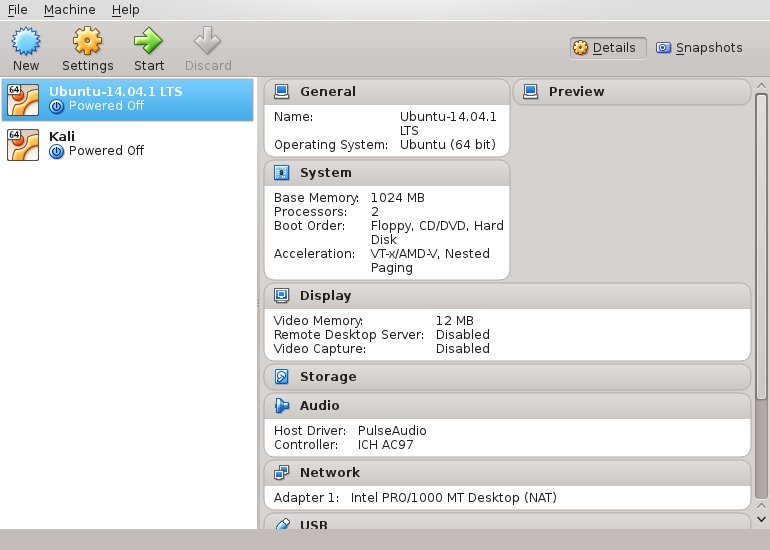 File Machine Help
New Settings Start Discard Details Snapshots
64 Ubuntu-14.04.1 LTS
Powered Off
64 Kali
Powered Off
General
Name: Ubuntu-14.04.1
LTS
Operating System: Ubuntu (64 bit)
Preview
System
Base Memory: 1024 MB
Processors: 2
Boot Order: Floppy, CD/DVD, Hard
Disk
Acceleration: VT-x/AMD-V, Nested
Paging
Display
Video Memory: 12 MB
Remote Desktop Server: Disabled
Video Capture: Disabled
Storage
Audio
Host Driver: PulseAudio
Controller: ICH AC97
Network
Adapter 1: Intel PRO/1000 MT Desktop (NAT)
USB